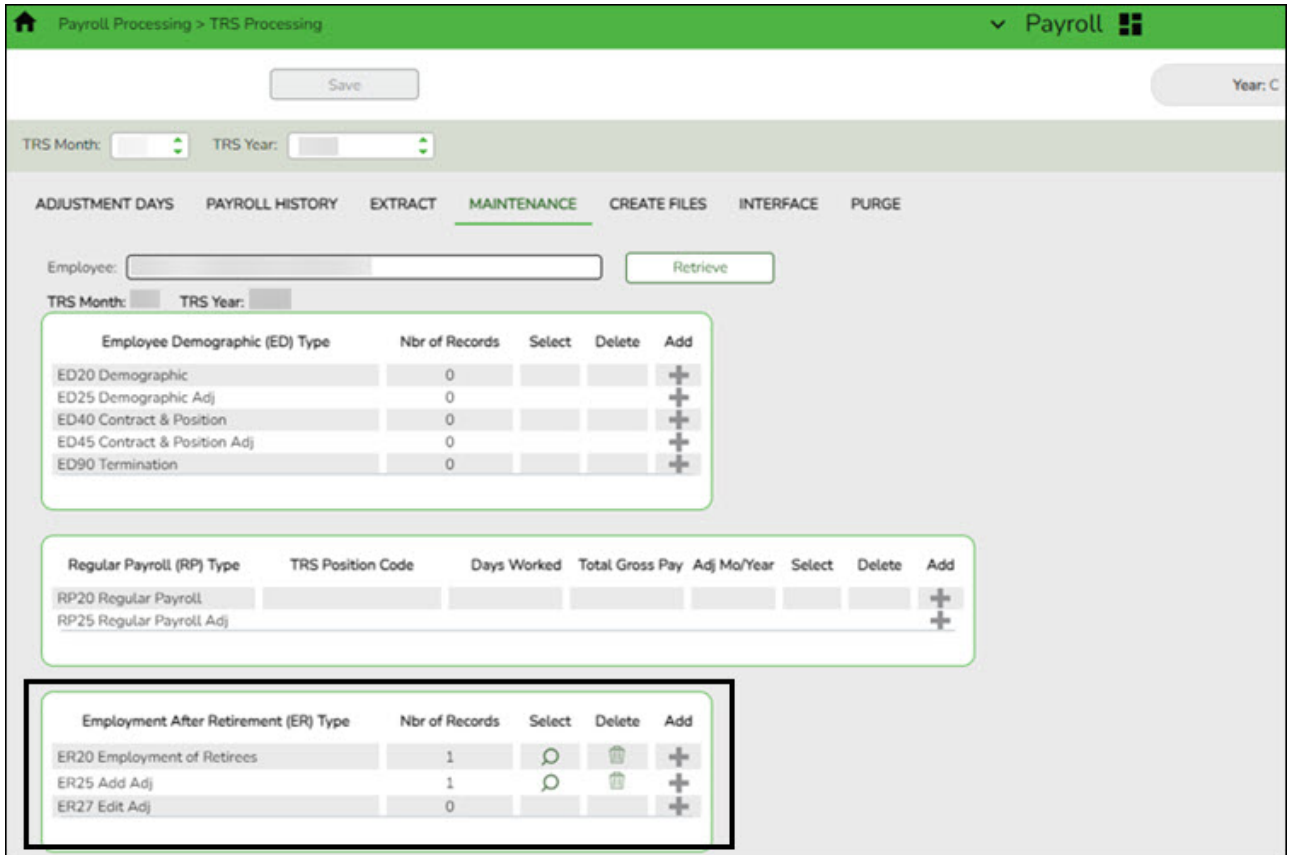 Payroll Processing > TRS Processing Payroll
Save Year: C
TRS Month: TRS Year:
ADJUSTMENT DAYS PAYROLL HISTORY EXTRACT MAINTENANCE CREATE FILES INTERFACE PURGE
Employee: Retrieve
TRS Month: TRS Year:
Employee Demographic (ED) Type Nbr of Records Select Delete Add
ED20 Demographic 0
ED25 Demographic Adj 0
ED40 Contract & Position 0
ED45 Contract & Position Adj 0
ED90 Termination 0
Regular Payroll (RP) Type TRS Position Code Days Worked Total Gross Pay Adj Mo/Year Select Delete Add
RP20 Regular Payroll
RP25 Regular Payroll Adj
Employment After Retirement (ER) Type Nbr of Records Select Delete Add
ER20 Employment of Retirees 1
ER25 Add Adj 1
ER27 Edit Adj 0